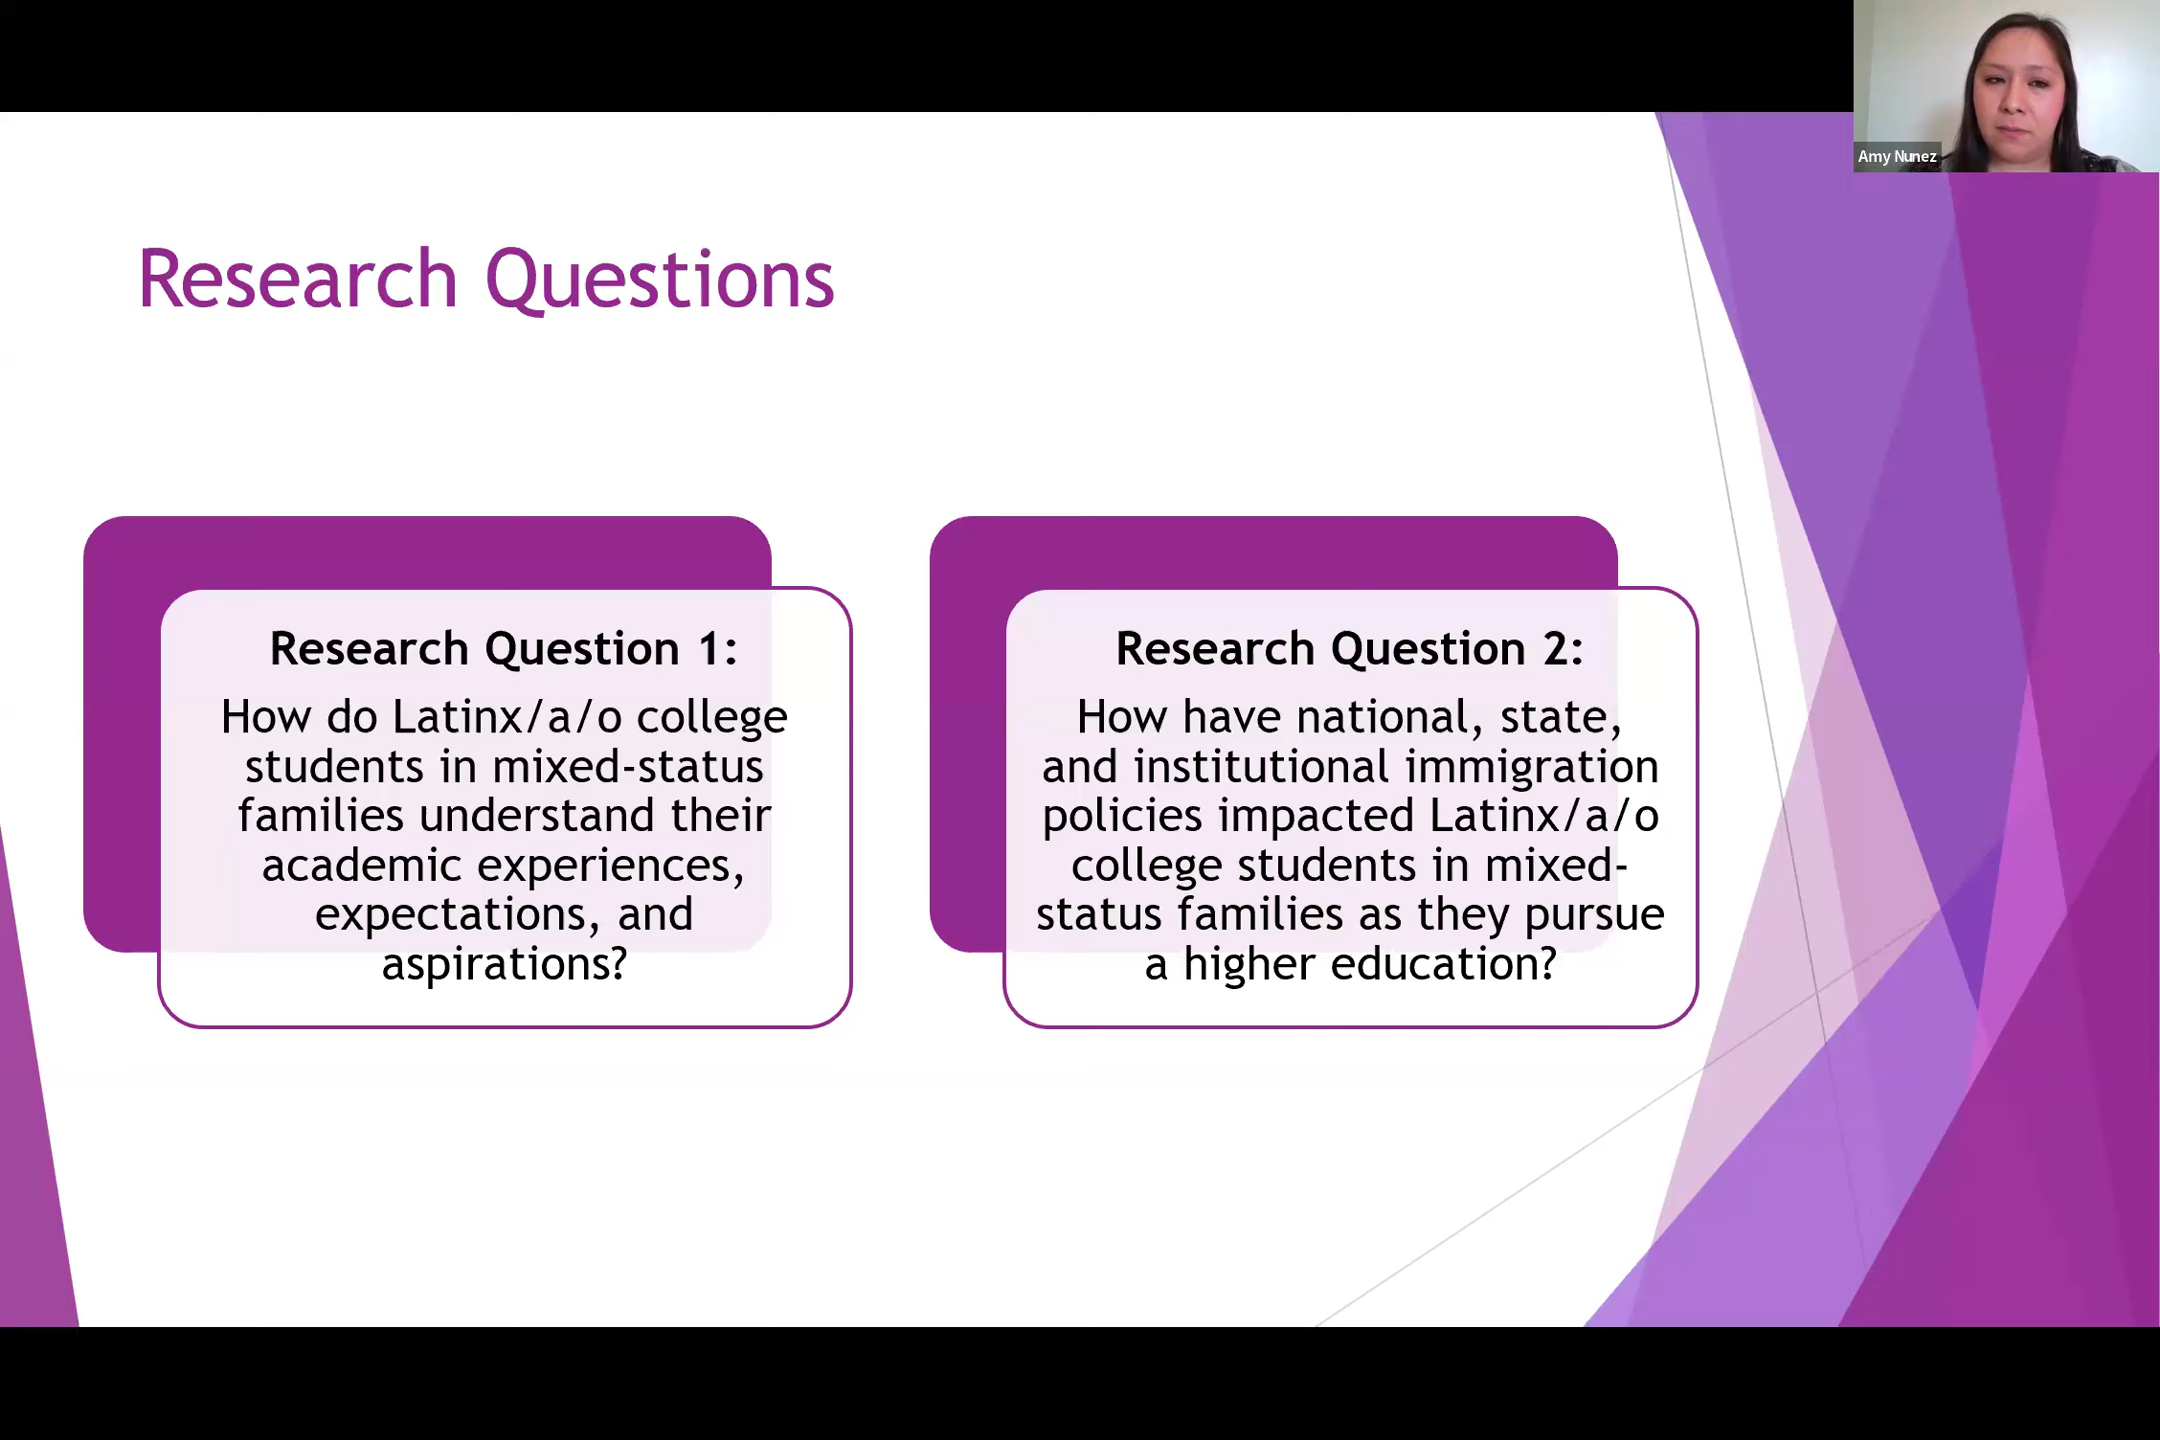 Amy Nunez
Research Questions
Research Question 1:
How do Latinx/a/o college
students in mixed-status
families understand their
academic experiences,
expectations, and
aspirations?
Research Question 2:
How have national, state,
and institutional immigration
policies impacted Latinx/a/o
college students in mixed-
status families as they pursue
a higher education?